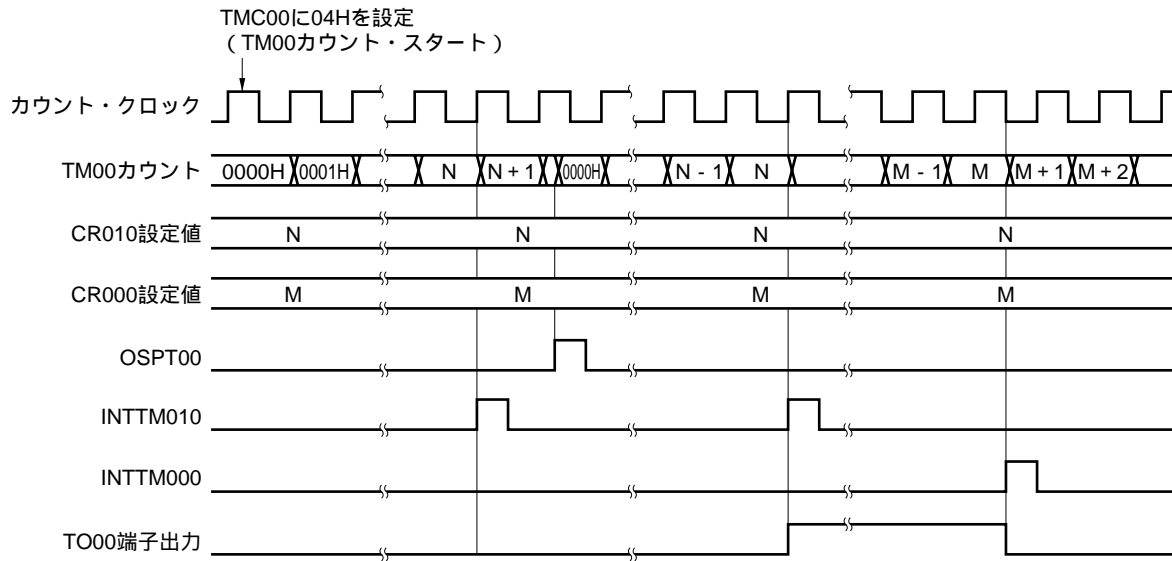 TMC00に04Hを設定
（TM00カウント・スタート）
カウント・クロック
TM00カウント 0000H 0001H N N + 1 0000H N - 1 N M - 1 M M + 1 M + 2
CR010設定値 N N N N
CR000設定値 M M M M
OSPT00
INTTM010
INTTM000
TO00端子出力